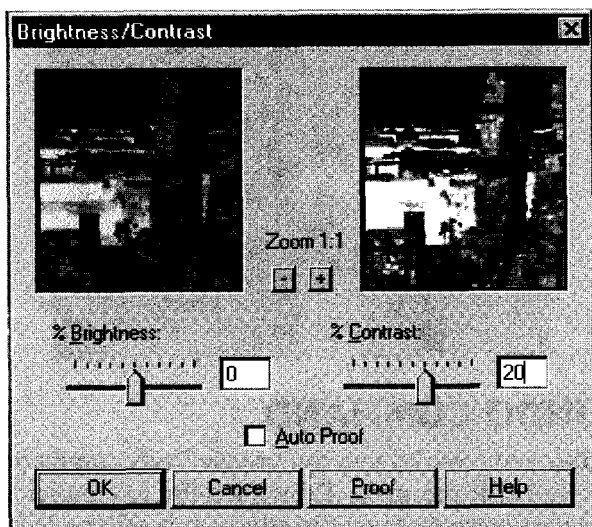 Brightness/Contrast
Zoom 1:1
- +
% Brightness: % Contrast:
0 20
Auto Proof
OK Cancel Proof Help